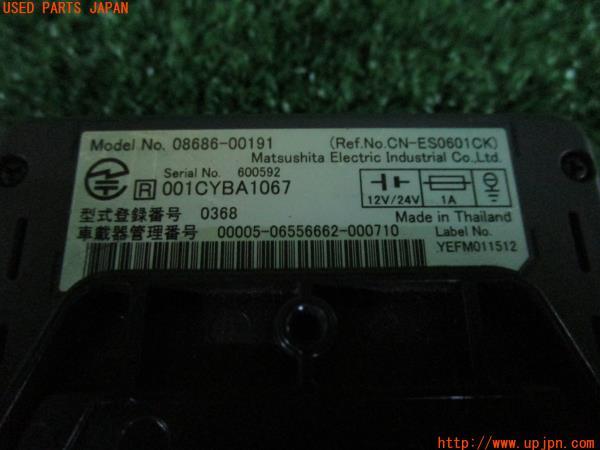 USED PARTS JAPAN
Model No. 08686-00191 (Ref.No.CN-ES0601CK)
Matsushita Electric Industrial Co.,Ltd.
Serial No. 600592
R 001CYBA1067
12V/24V 1A
型式登録番号 0368 Made in Thailand
車載器管理番号 00005-06556662-000710 Label No.
YEFM011512
http://www.upjpn.com